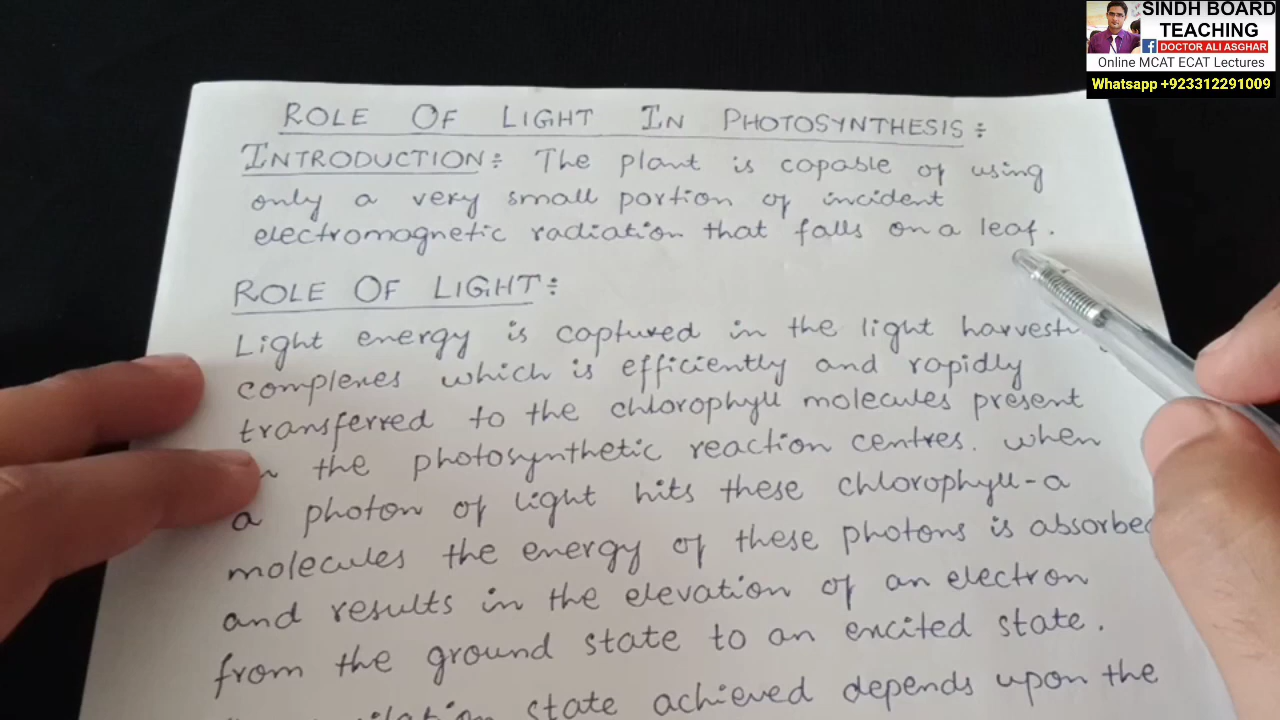 SINDH BOARD
TEACHING
f DOCTOR ALI ASGHAR
Online MCAT ECAT Lectures
Whatsapp +923312291009
ROLE OF LIGHT IN PHOTOSYNTHESIS:
INTRODUCTION: The plant is capable of using
only a very small portion of incident
electromagnetic radiation that falls on a leaf.
ROLE OF LIGHT:
Light energy is captured in the light
complexes which is efficiently and rapidly
transferred to the chlorophyll molecules present
the photosynthetic reaction centres. when
a photon of light hits these chlorophyll-a
molecules the energy of these photons is absorbed
and results in the elevation of an electron
from the ground state to an excited state.
state achieved depends upon the